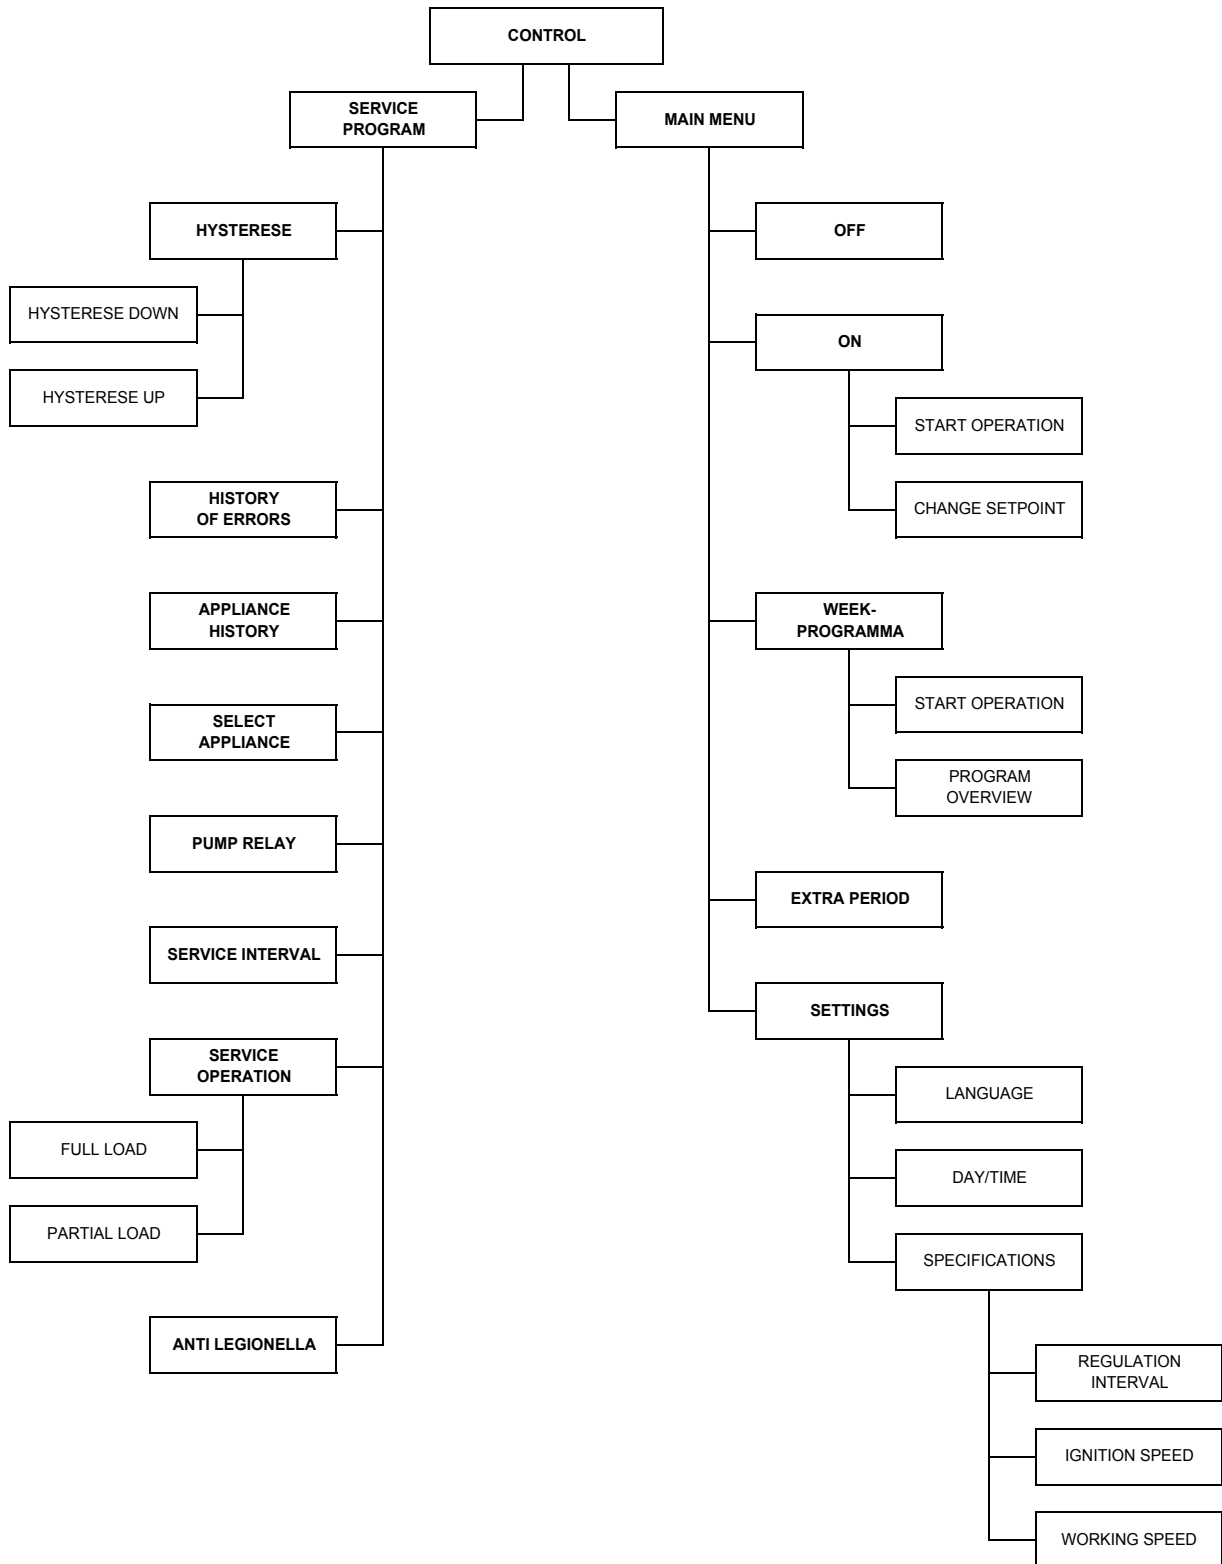 CONTROL
SERVICE
PROGRAM
MAIN MENU
HYSTERESE
HYSTERESE DOWN
HYSTERESE UP
HISTORY
OF ERRORS
APPLIANCE
HISTORY
SELECT
APPLIANCE
PUMP RELAY
SERVICE INTERVAL
SERVICE
OPERATION
FULL LOAD
PARTIAL LOAD
ANTI LEGIONELLA
OFF
ON
START OPERATION
CHANGE SETPOINT
WEEK-
PROGRAMMA
START OPERATION
PROGRAM
OVERVIEW
EXTRA PERIOD
SETTINGS
LANGUAGE
DAY/TIME
SPECIFICATIONS
REGULATION
INTERVAL
IGNITION SPEED
WORKING SPEED